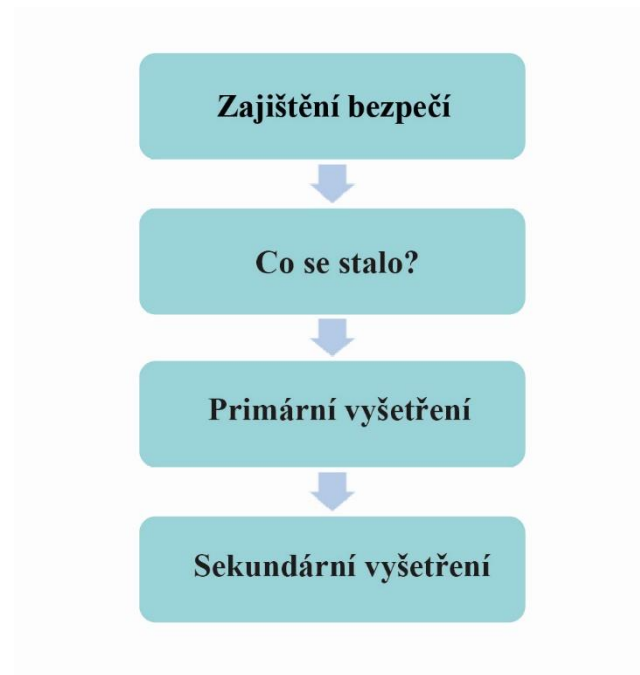 Zajištění bezpečí
Co se stalo?
Primární vyšetření
Sekundární vyšetření